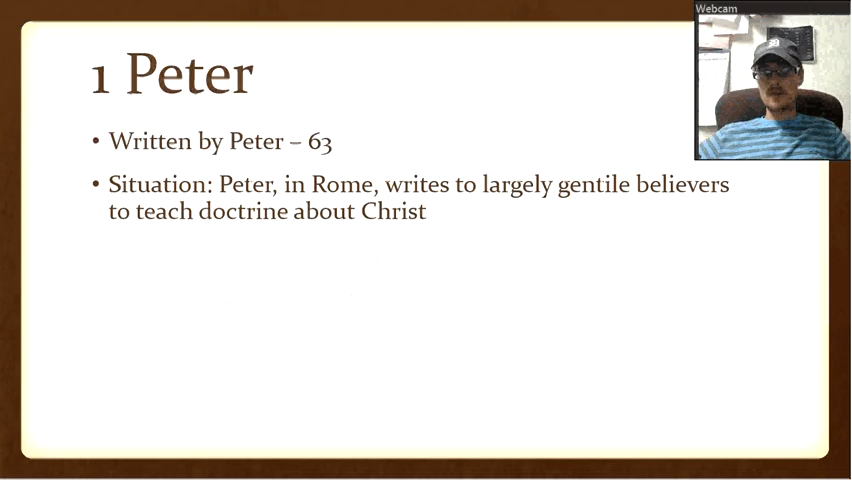 Webcam
1 Peter
• Written by Peter – 63
• Situation: Peter, in Rome, writes to largely gentile believers
to teach doctrine about Christ